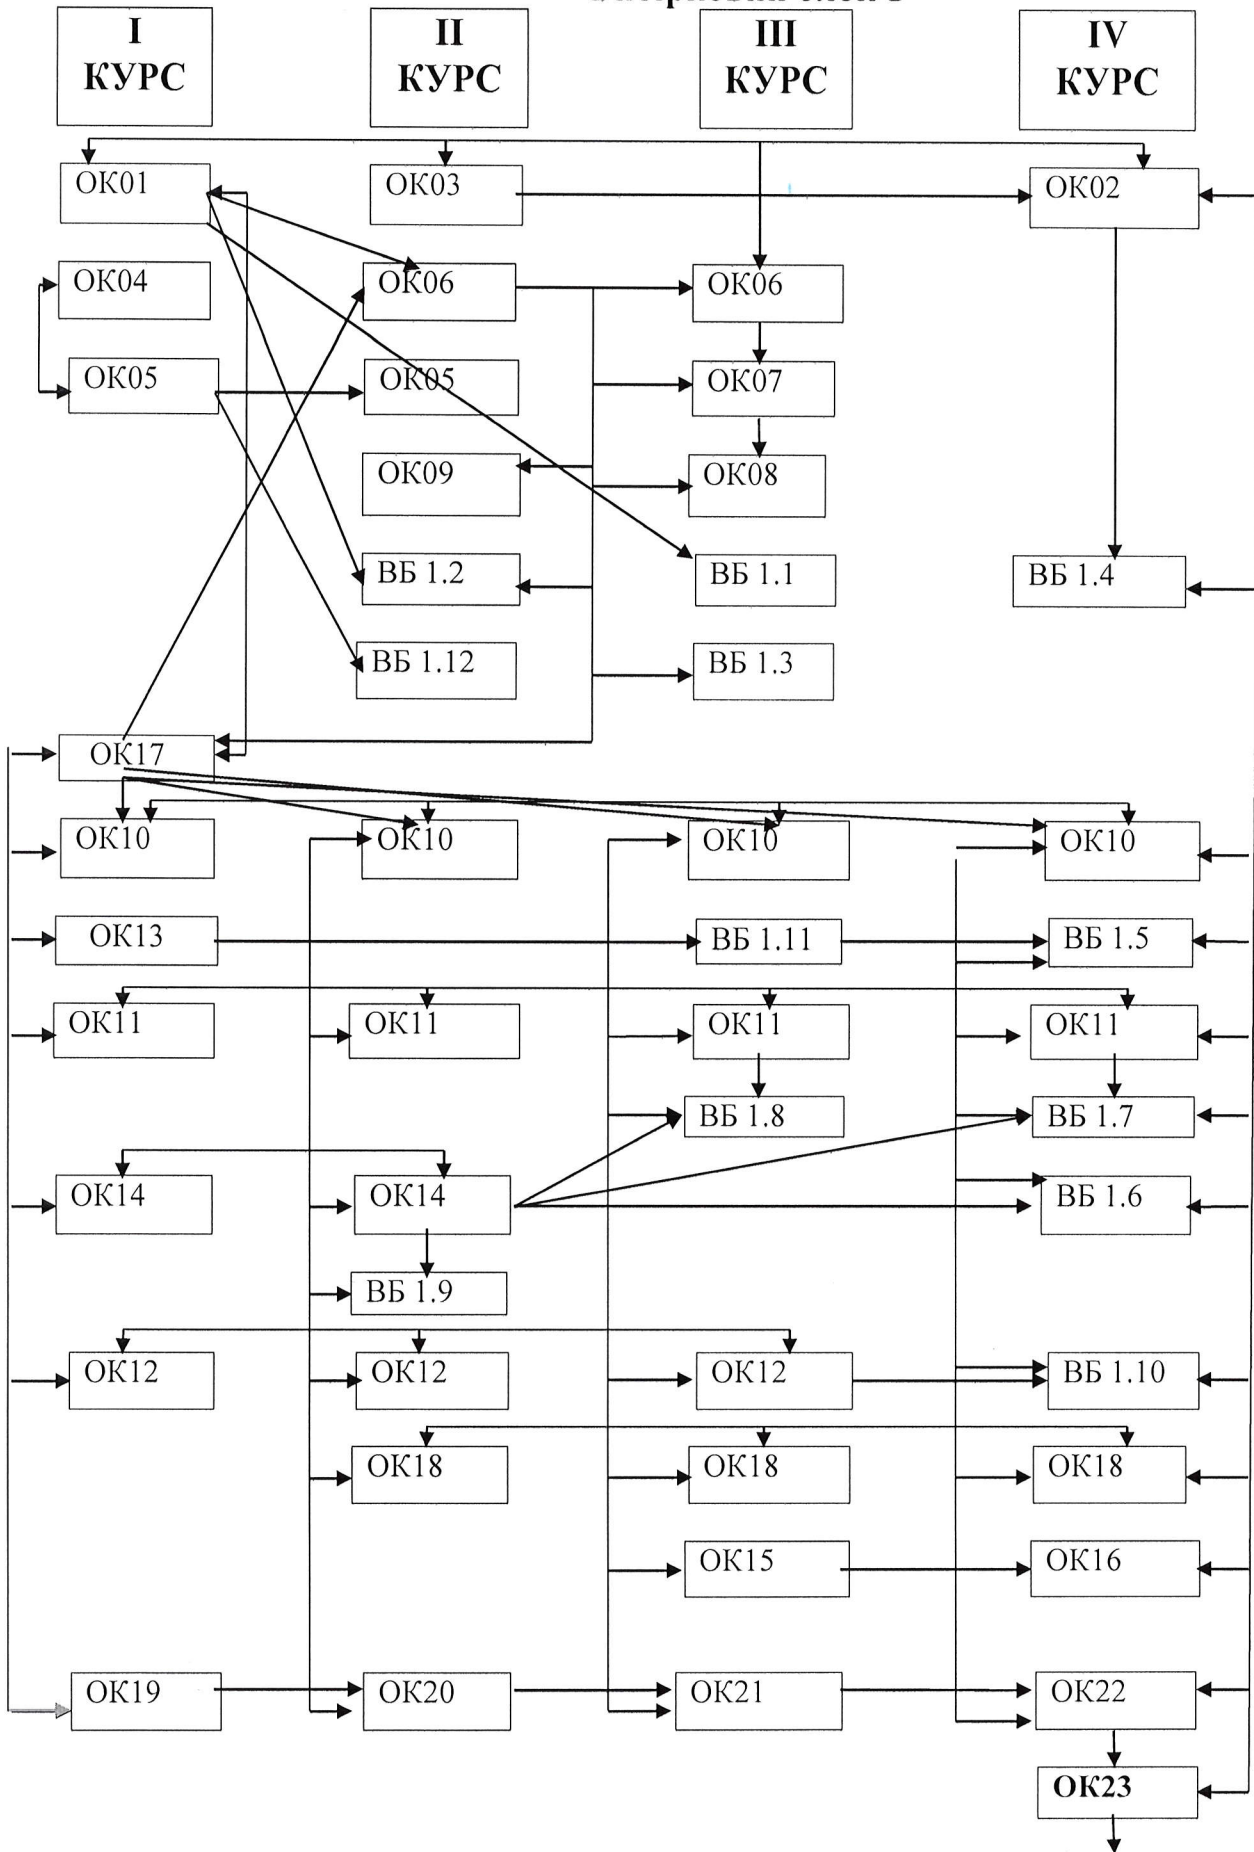 I
КУРС
II
КУРС
III
КУРС
IV
КУРС
ОК01
ОК03
ОК02
ОК04
ОК06
ОК06
ОК05
ОК05
ОК07
ОК09
ОК08
ВБ 1.2
ВБ 1.1
ВБ 1.4
ВБ 1.12
ВБ 1.3
ОК17
ОК10
ОК10
ОК10
ОК10
ОК13
ВБ 1.11
ВБ 1.5
ОК11
ОК11
ОК11
ОК11
ВБ 1.8
ВБ 1.7
ОК14
ОК14
ВБ 1.6
ВБ 1.9
ОК12
ОК12
ОК12
ВБ 1.10
ОК18
ОК18
ОК18
ОК15
ОК16
ОК19
ОК20
ОК21
ОК22
ОК23